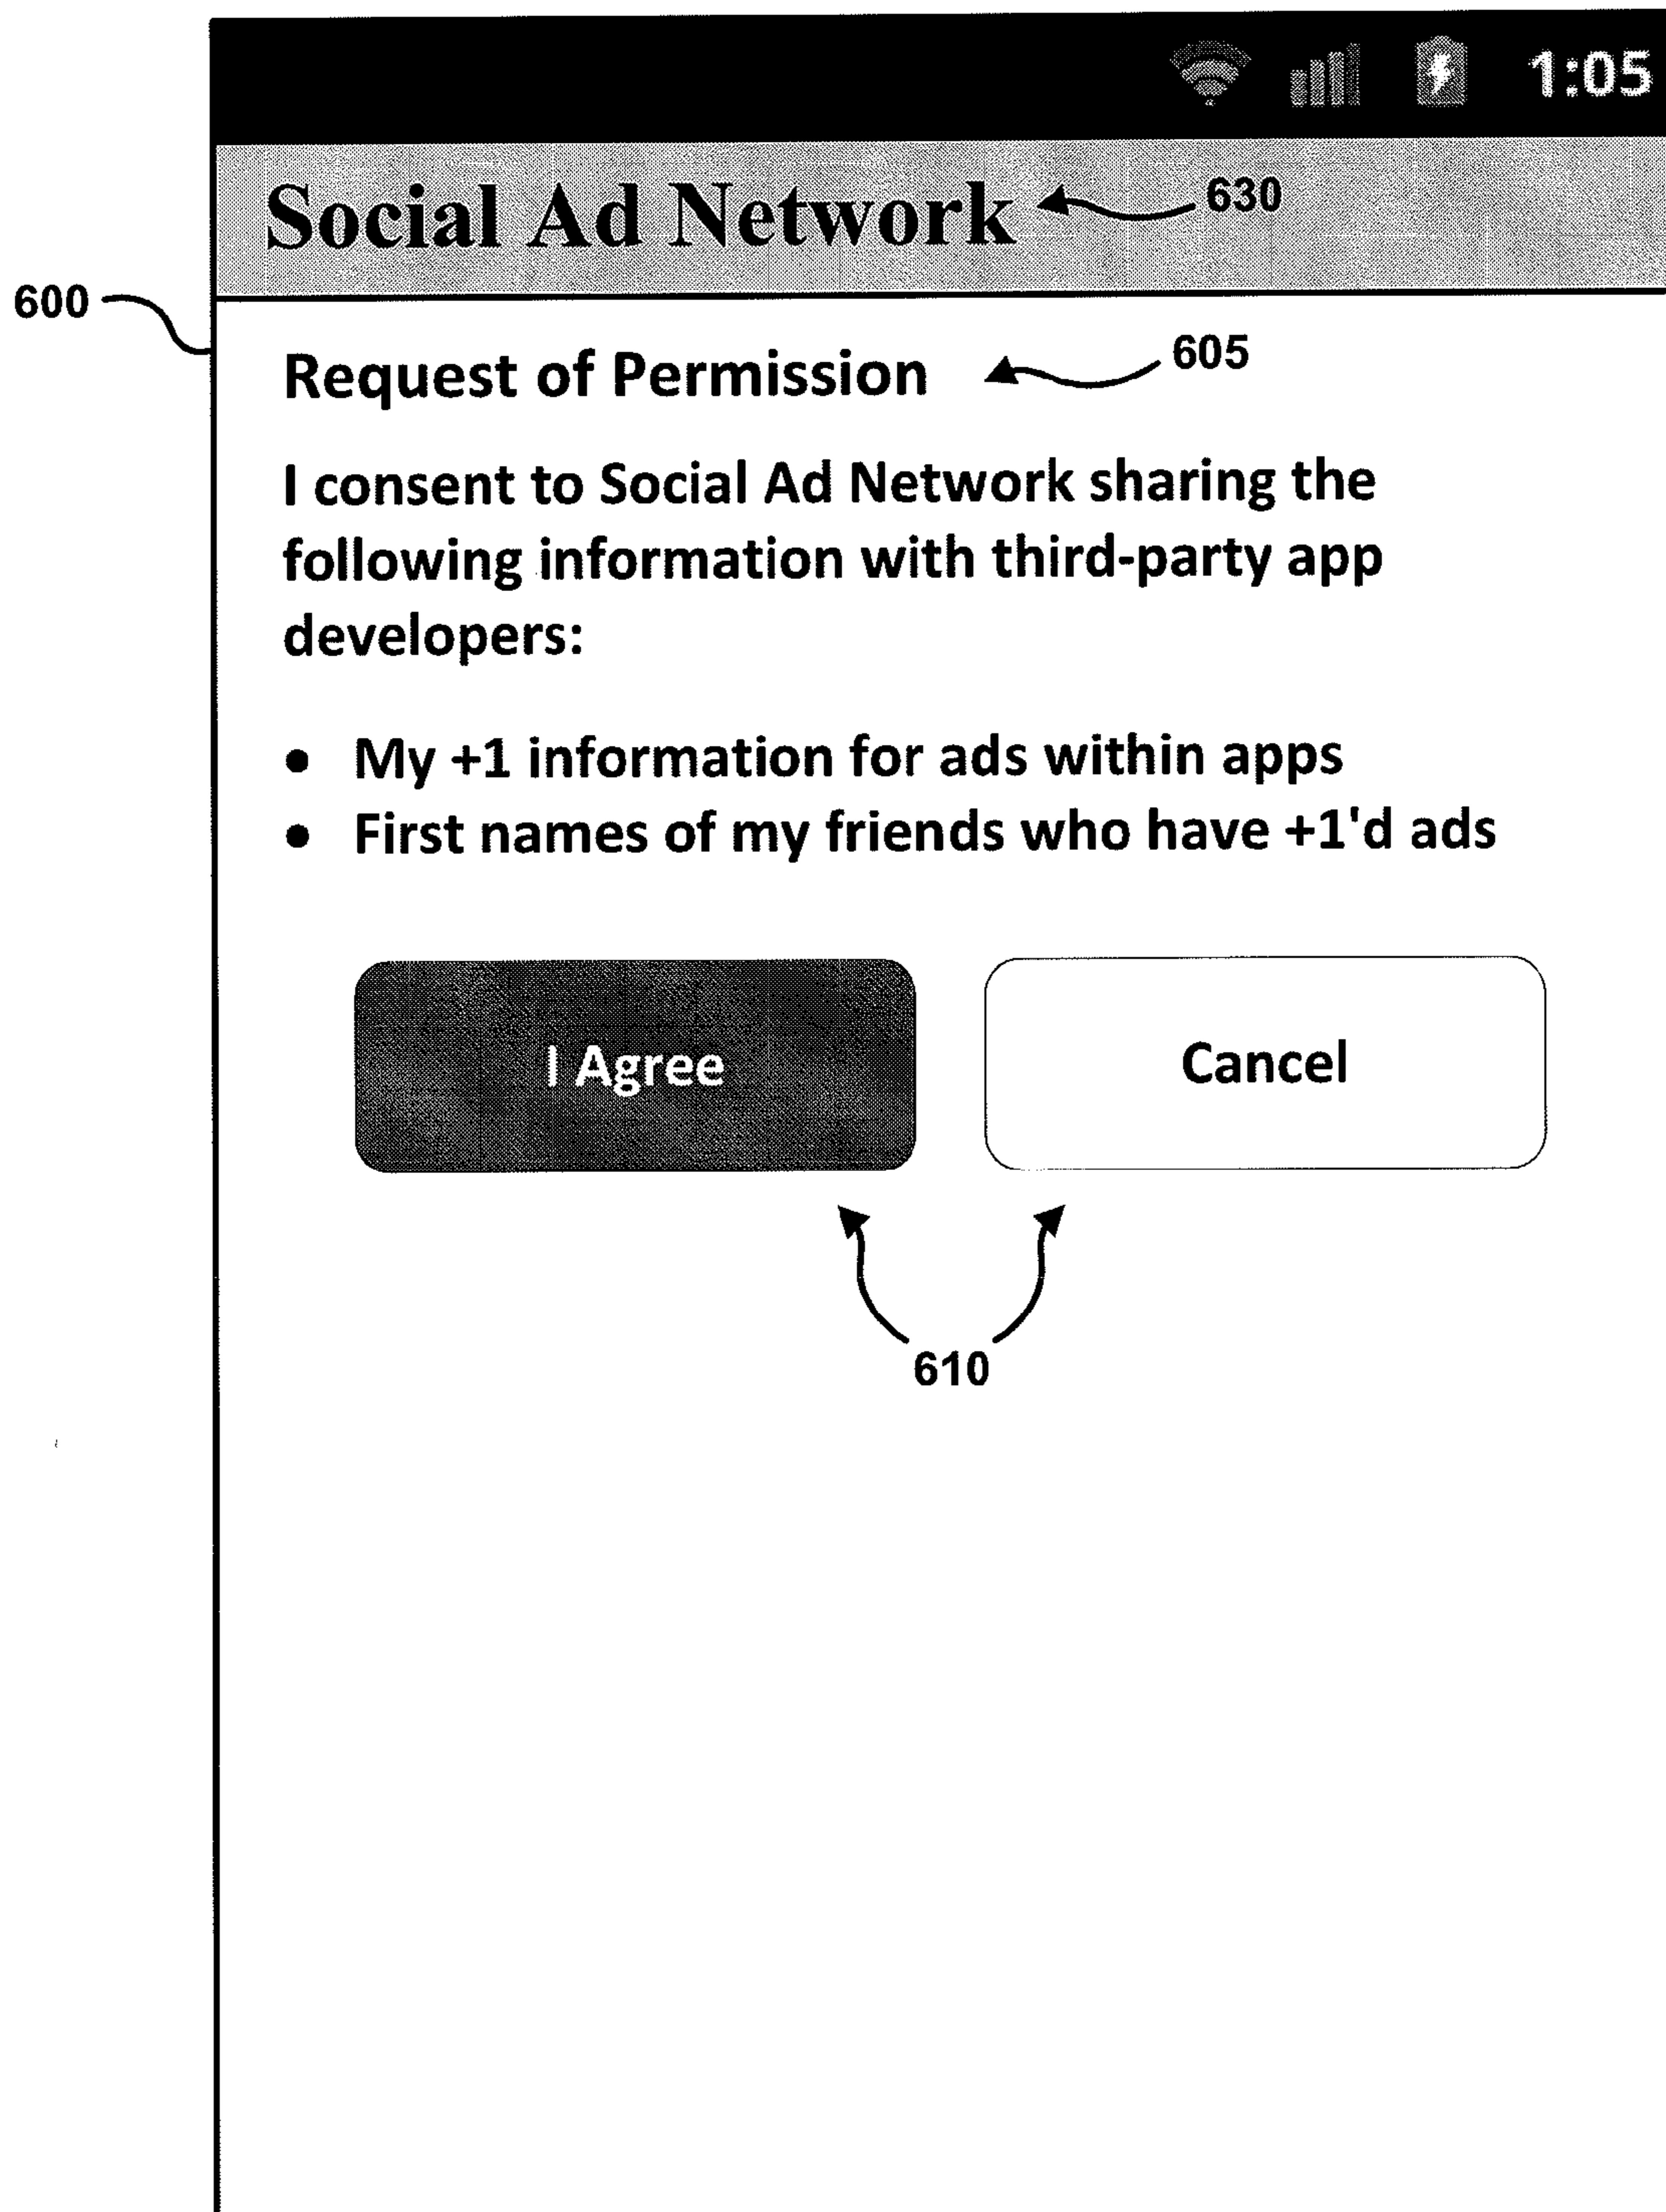 1:05
Social Ad Network
630
600
Request of Permission
605
I consent to Social Ad Network sharing the
following information with third-party app
developers:
• My +1 information for ads within apps
• First names of my friends who have +1'd ads
I Agree
Cancel
610